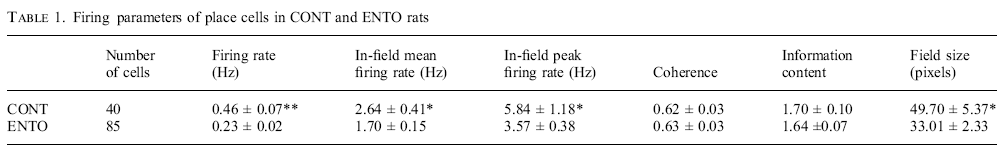 TABLE 1. Firing parameters of place cells in CONT and ENTO rats
Number of cells Firing rate (Hz) In-field mean firing rate (Hz) In-field peak firing rate (Hz) Coherence Information content Field size (pixels)
CONT 40 0.46 ± 0.07** 2.64 ± 0.41* 5.84 ± 1.18* 0.62 ± 0.03 1.70 ± 0.10 49.70 ± 5.37*
ENTO 85 0.23 ± 0.02 1.70 ± 0.15 3.57 ± 0.38 0.63 ± 0.03 1.64 ±0.07 33.01 ± 2.33